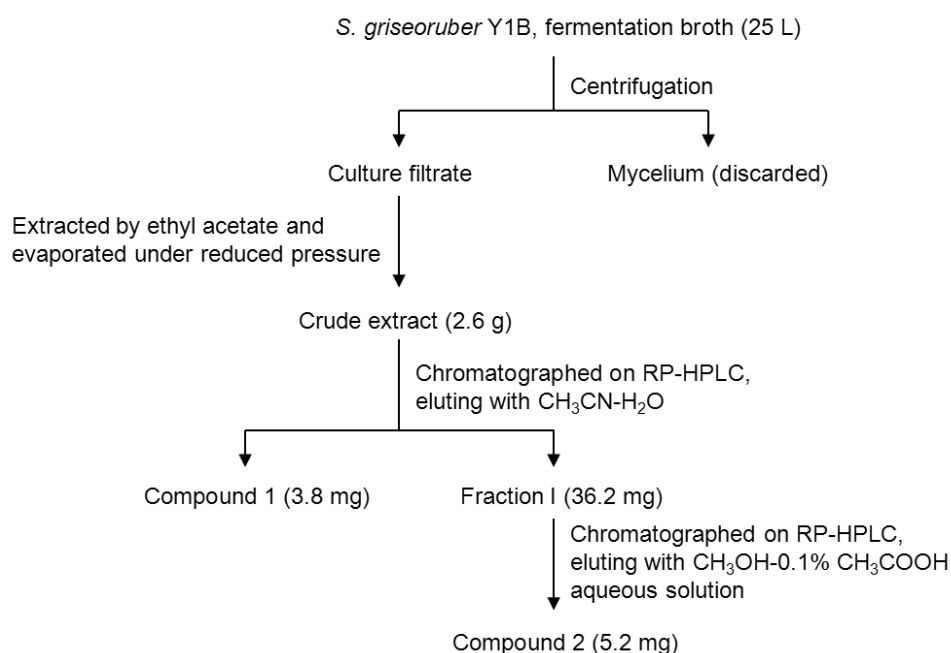 S. griseoruber Y1B, fermentation broth (25 L)
Centrifugation
Culture filtrate
Mycelium (discarded)
Extracted by ethyl acetate and
evaporated under reduced pressure
Crude extract (2.6 g)
Chromatographed on RP-HPLC,
eluting with CH₃CN-H₂O
Compound 1 (3.8 mg)
Fraction I (36.2 mg)
Chromatographed on RP-HPLC,
eluting with CH₃OH-0.1% CH₃COOH
aqueous solution
Compound 2 (5.2 mg)